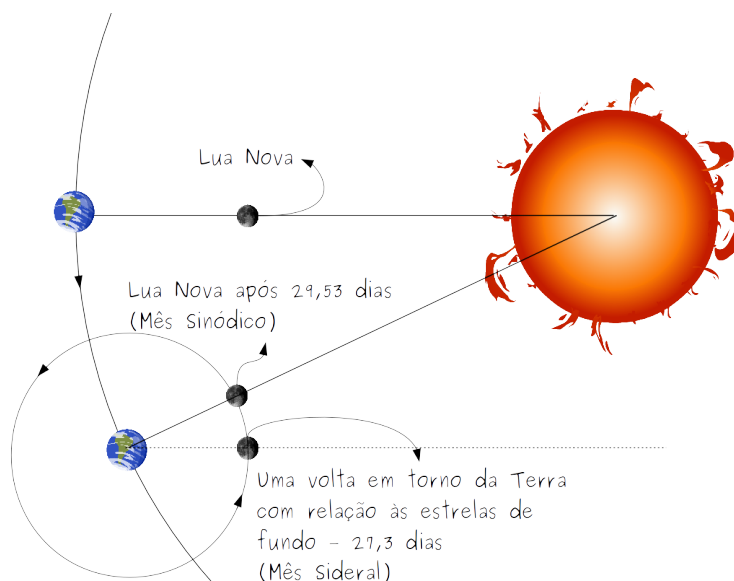 Lua Nova
Lua Nova após 29,53 dias
(Mês Sinódico)
Uma volta em torno da Terra
com relação às estrelas de
fundo - 27,3 dias
(Mês Sideral)